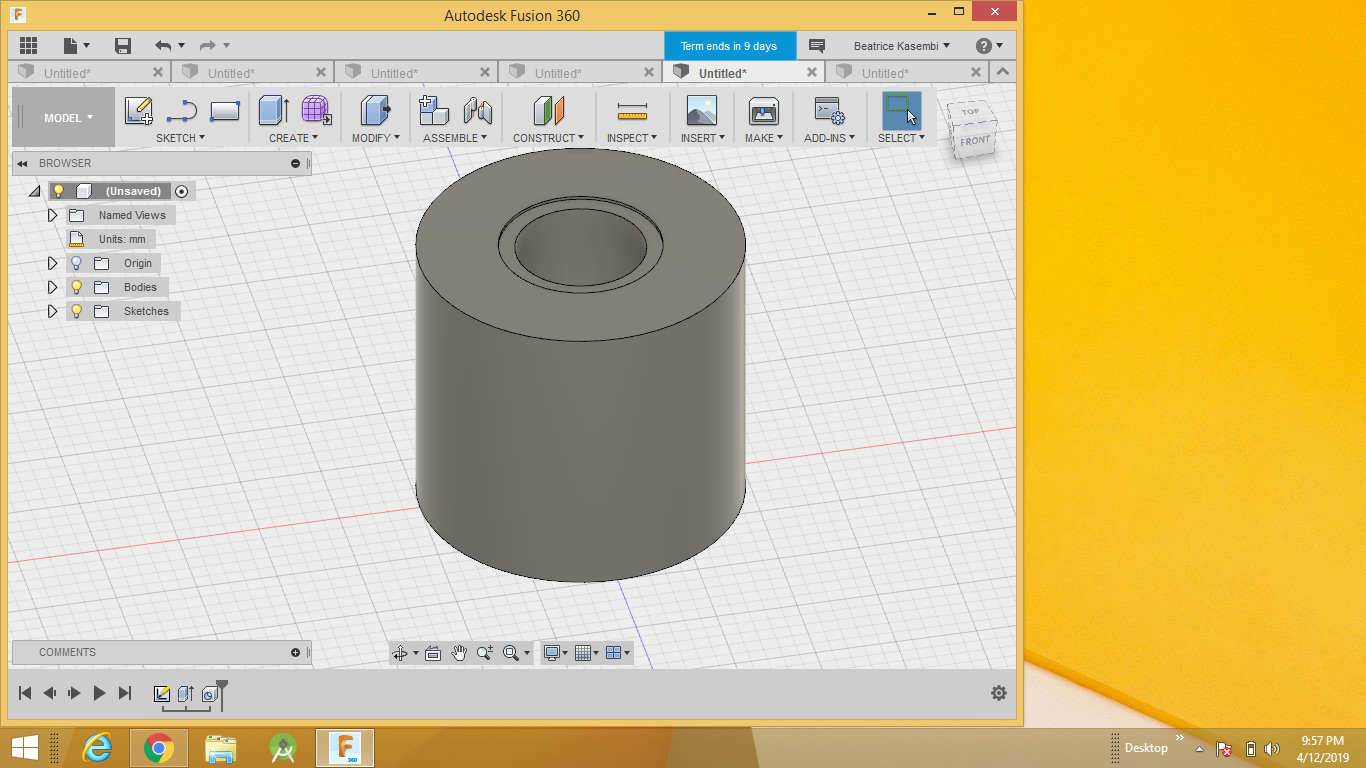 Autodesk Fusion 360
Term ends in 9 days
Beatrice Kasembi
Untitled*
Untitled*
Untitled*
Untitled*
Untitled*
Untitled*
MODEL
SKETCH
CREATE
MODIFY
ASSEMBLE
CONSTRUCT
INSPECT
INSERT
MAKE
ADD-INS
SELECT
TOP
FRONT
BROWSER
(Unsaved)
Named Views
Units: mm
Origin
Bodies
Sketches
COMMENTS
360
Desktop
9:57 PM
4/12/2019